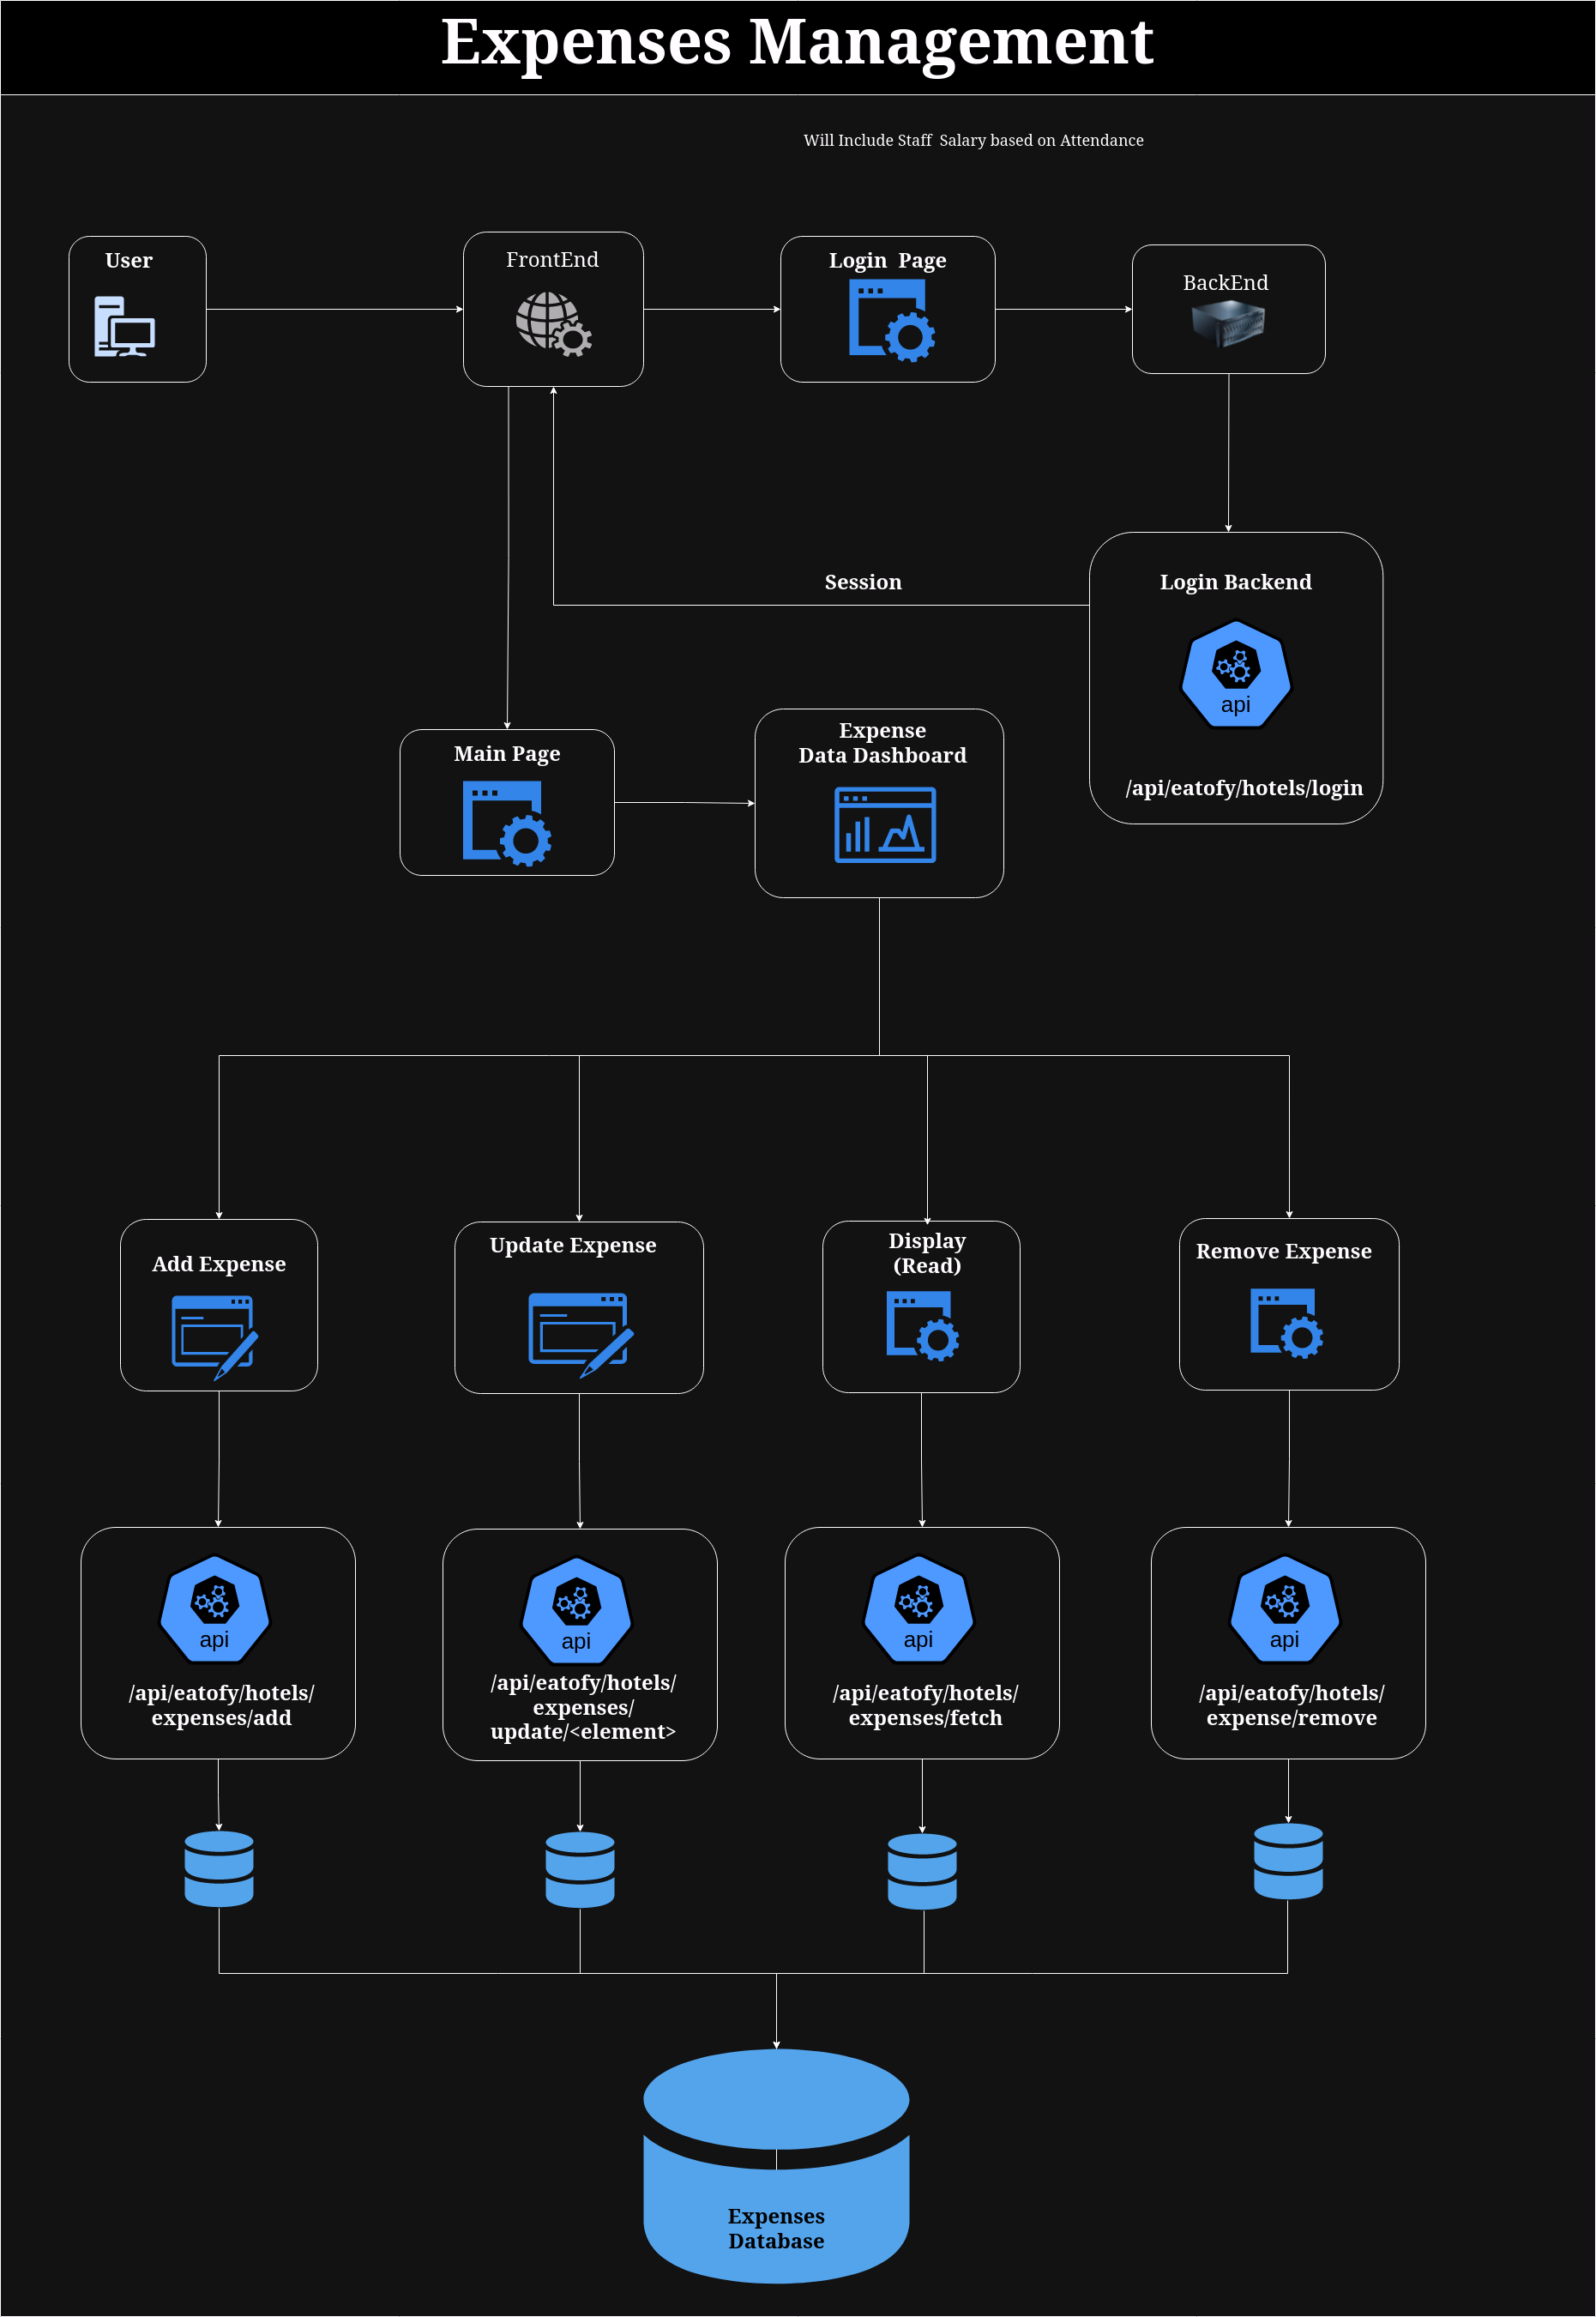 Expenses Management
Will Include Staff  Salary based on Attendance
User
FrontEnd
Login  Page
BackEnd
Session
Login Backend
api
/api/eatofy/hotels/login
Main Page
Expense
Data Dashboard
Add Expense
Update Expense
Display
(Read)
Remove Expense
api
/api/eatofy/hotels/
expenses/add
api
/api/eatofy/hotels/
expenses/
update/<element>
api
/api/eatofy/hotels/
expenses/fetch
api
/api/eatofy/hotels/
expense/remove
Expenses
Database